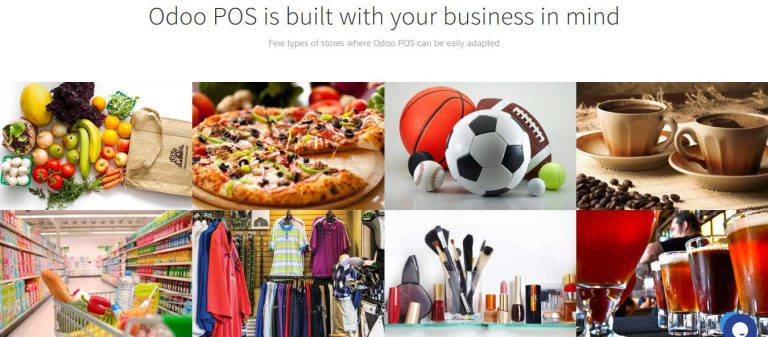 Odoo POS is built with your business in mind
Few types of stores where Odoo POS can be eaily adapted